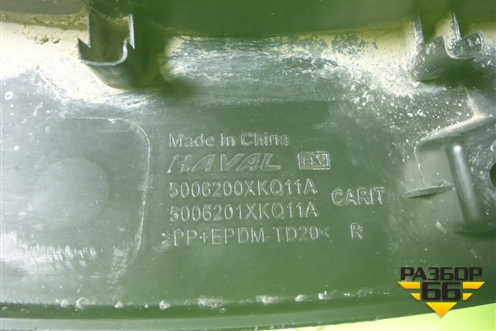 Made In China
HAVAL
5006200XKQ11A
5006201XKQ11A
CARIT
>PP+EPDM-TD20<
R
РАЗБОР
66